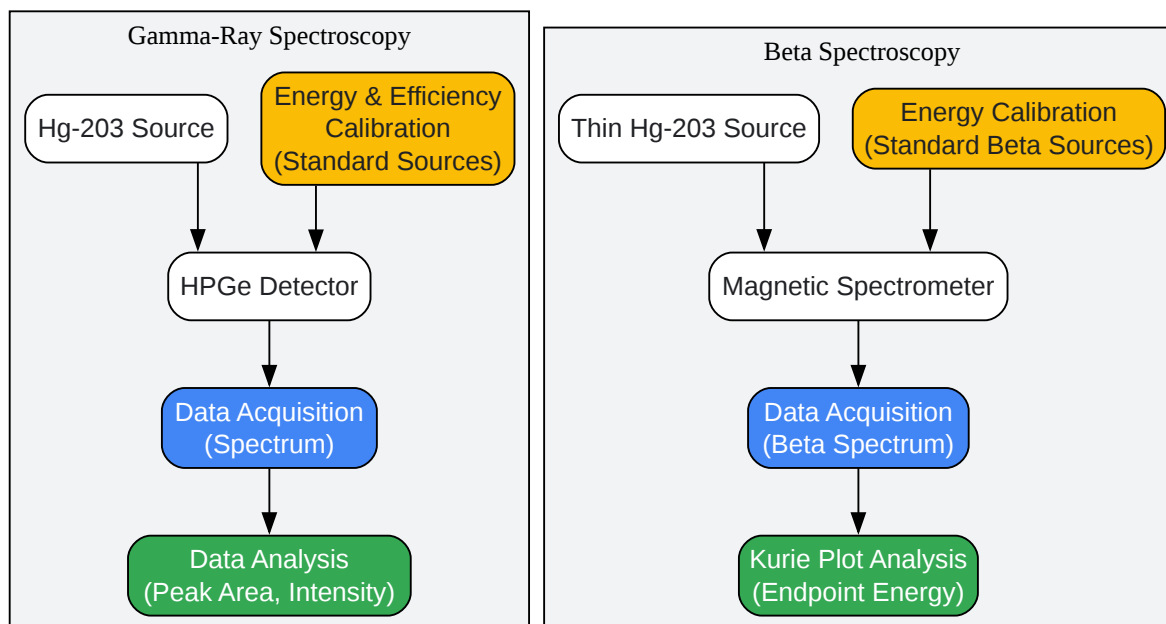 Gamma-Ray Spectroscopy
Hg-203 Source
Energy & Efficiency
Calibration
(Standard Sources)
HPGe Detector
Data Acquisition
(Spectrum)
Data Analysis
(Peak Area, Intensity)
Beta Spectroscopy
Thin Hg-203 Source
Energy Calibration
(Standard Beta Sources)
Magnetic Spectrometer
Data Acquisition
(Beta Spectrum)
Kurie Plot Analysis
(Endpoint Energy)